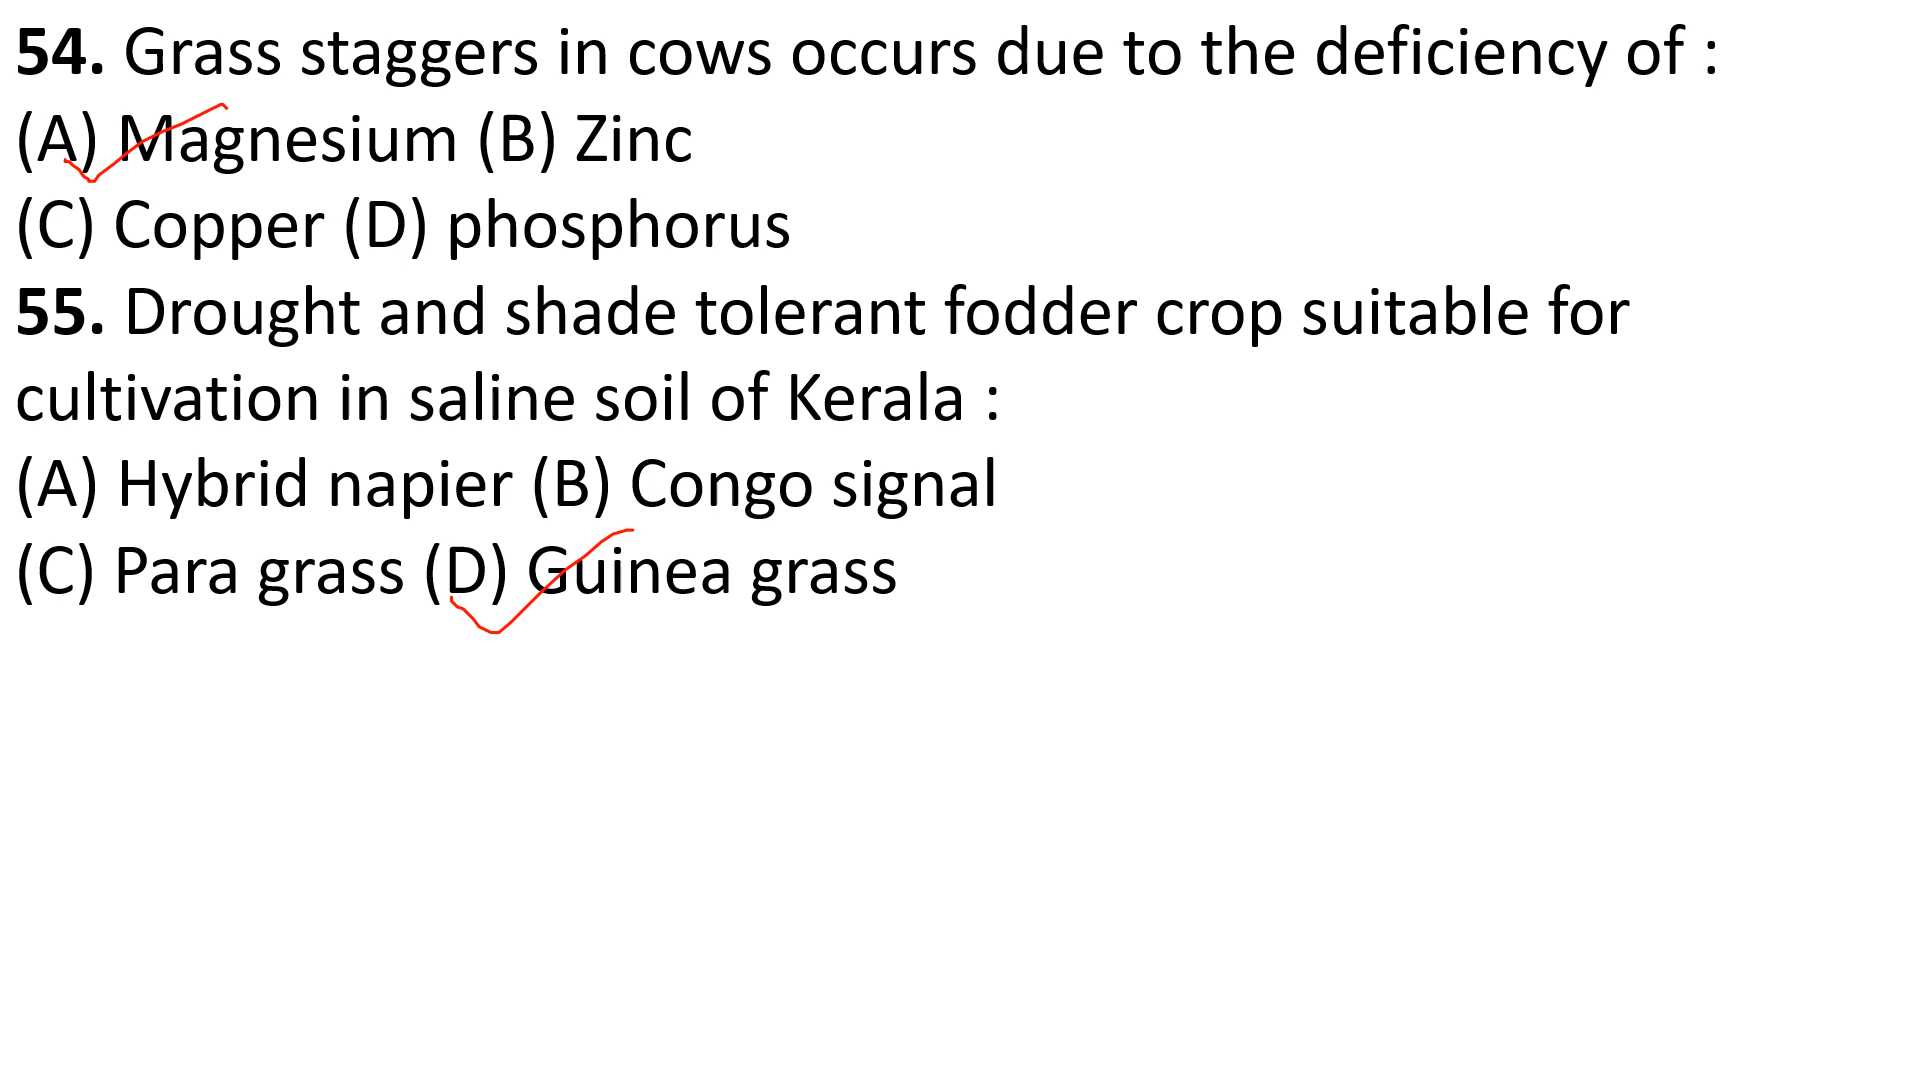 54. Grass staggers in cows occurs due to the deficiency of :
(A) Magnesium (B) Zinc
(C) Copper (D) phosphorus
55. Drought and shade tolerant fodder crop suitable for
cultivation in saline soil of Kerala :
(A) Hybrid napier (B) Congo signal
(C) Para grass (D) Guinea grass